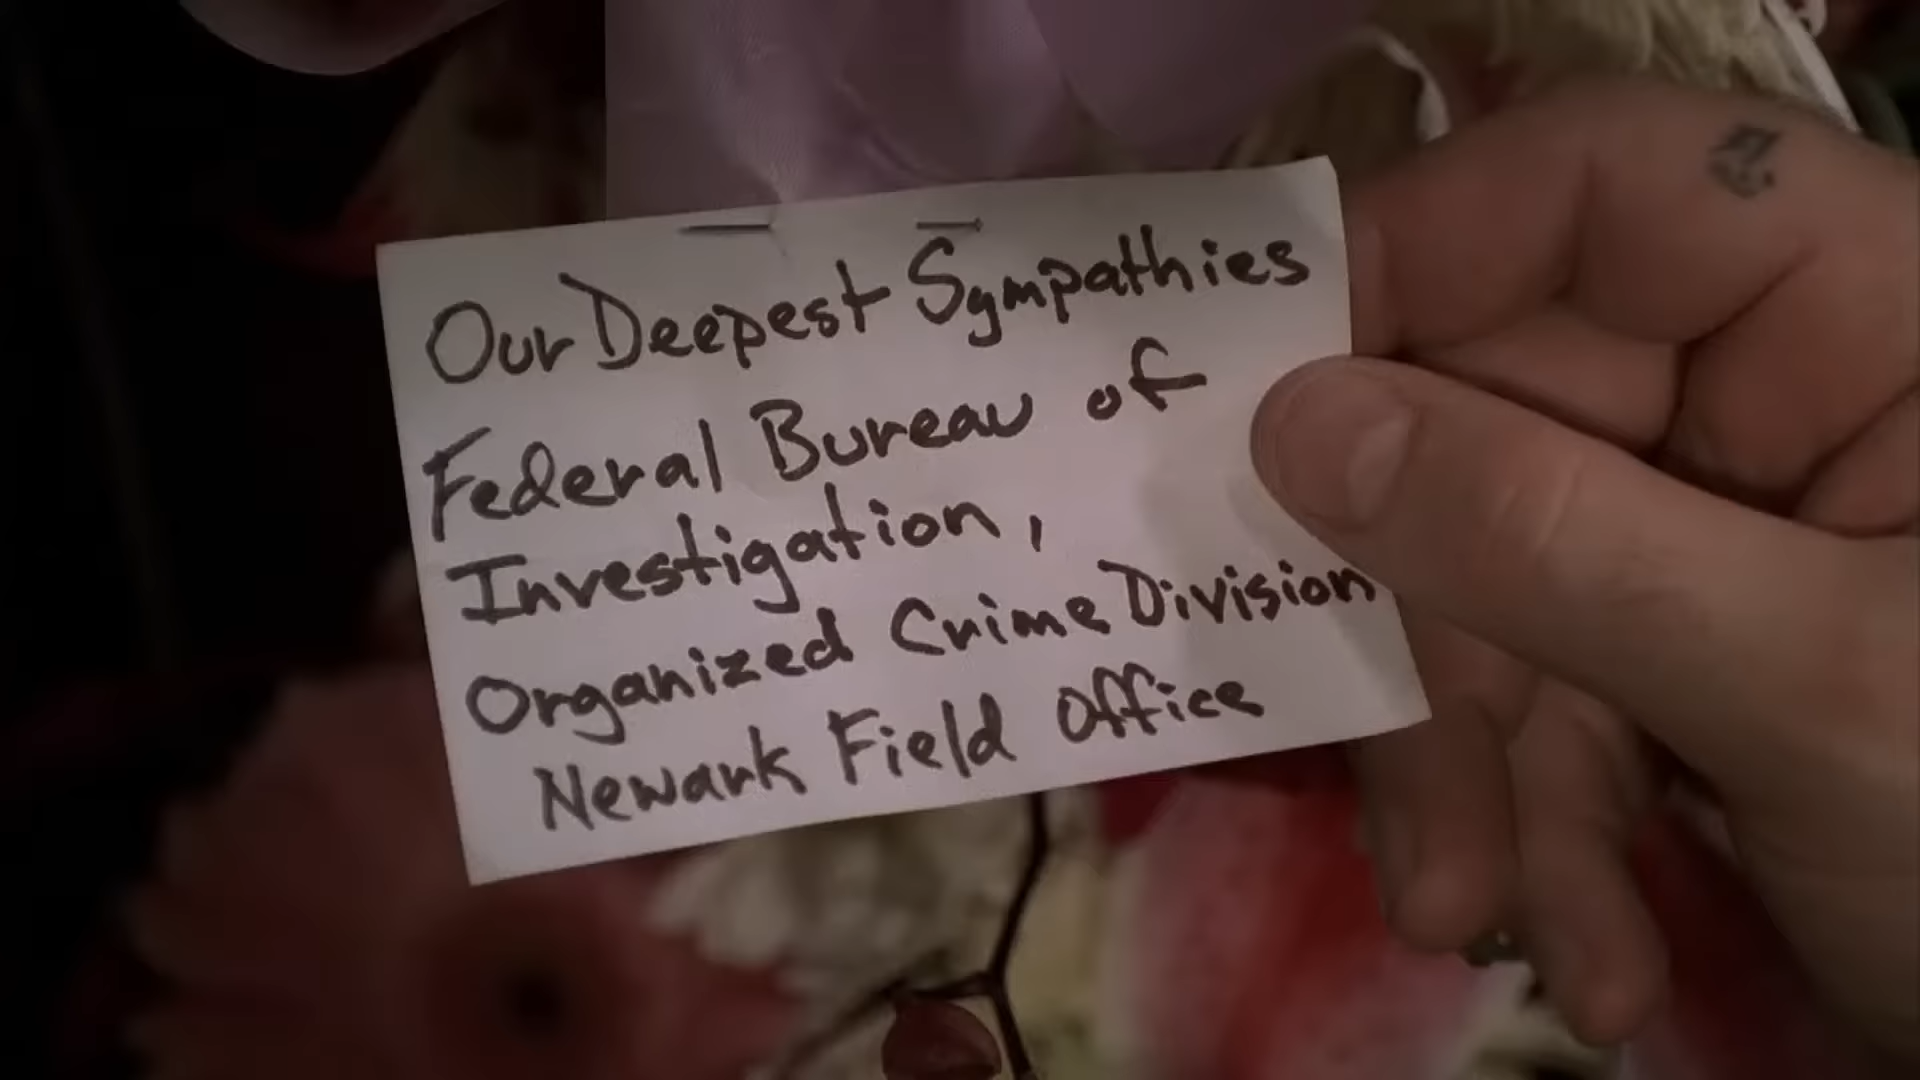 Our Deepest Sympathies
Federal Bureau of
Investigation,
Organized Crime Division
Newark Field Office